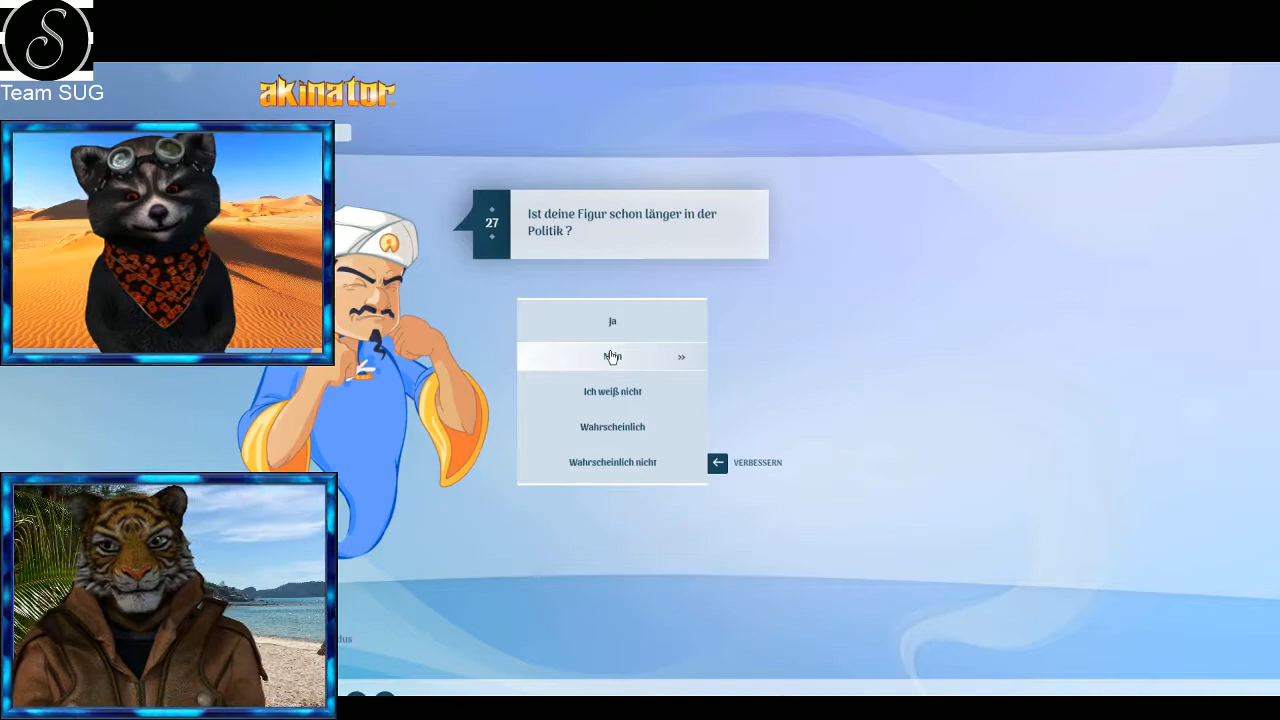 S
Team SUG
akinator
27
Ist deine Figur schon länger in der
Politik ?
Ja
Ich weiß nicht
Wahrscheinlich
Wahrscheinlich nicht
VERBESSERN
dus